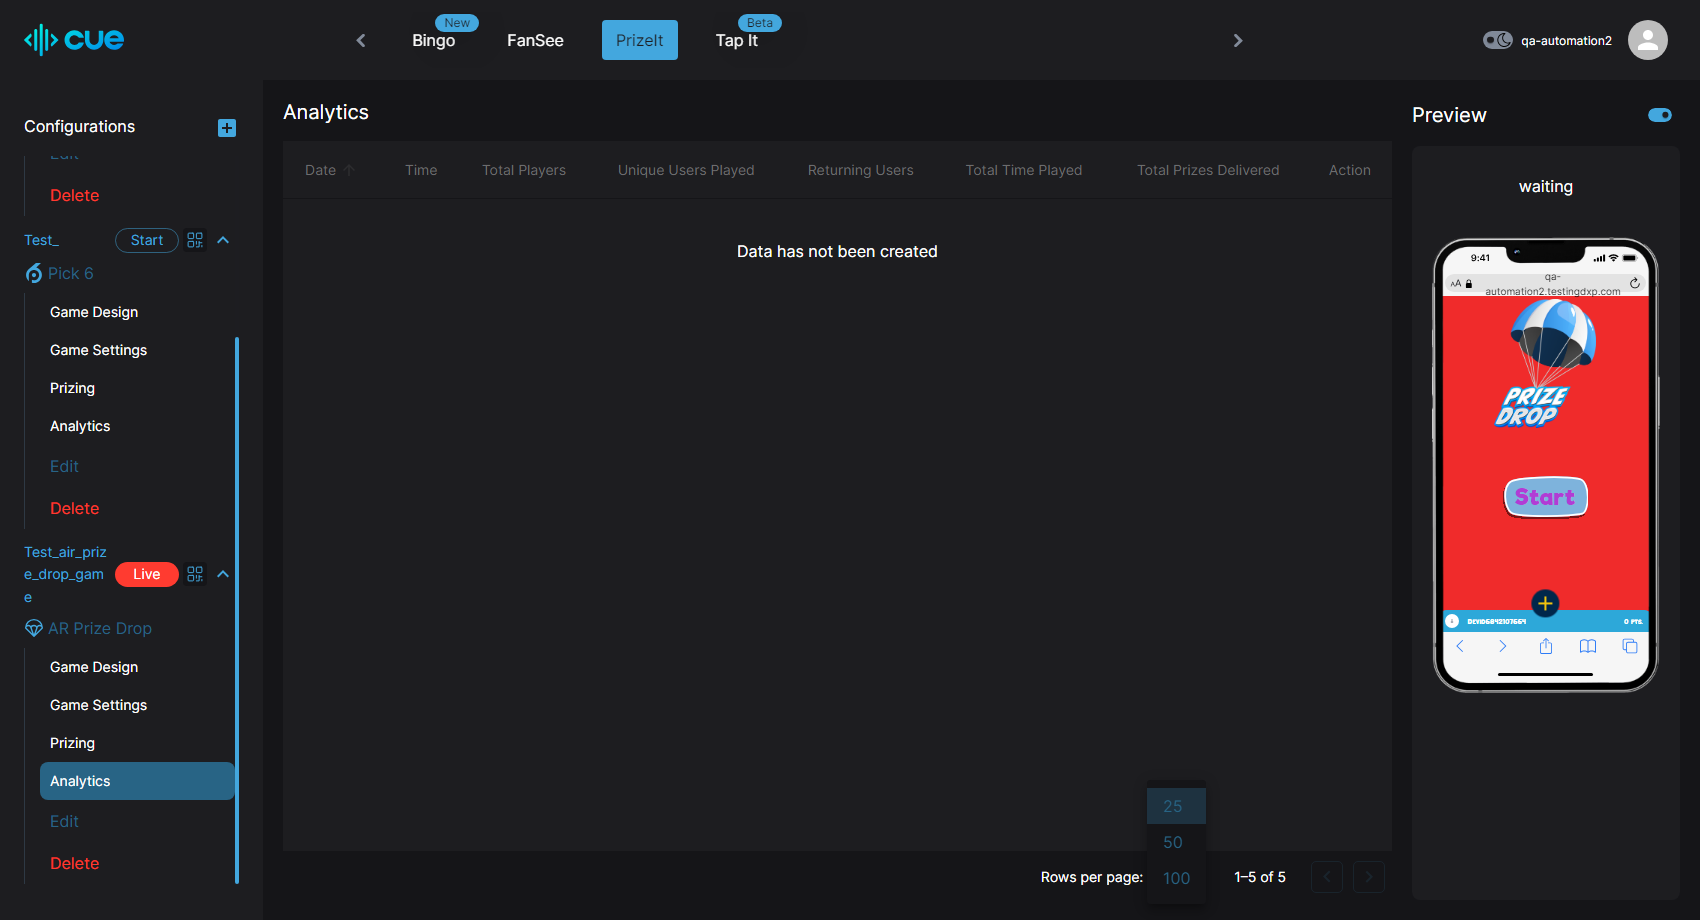 cue
New
Bingo
FanSee
PrizeIt
Beta
Tap It
qa-automation2
Configurations
Edit
Delete
Test_
Start
Pick 6
Game Design
Game Settings
Prizing
Analytics
Edit
Delete
Test_air_priz
e_drop_gam
e
Live
AR Prize Drop
Game Design
Game Settings
Prizing
Analytics
Edit
Delete
Analytics
Date
Time
Total Players
Unique Users Played
Returning Users
Total Time Played
Total Prizes Delivered
Action
Data has not been created
Rows per page:
25
50
100
1–5 of 5
Preview
waiting
9:41
AA
qa-
automation2.testingdxp.com
PRIZE
DROP
Start
0 PTS.